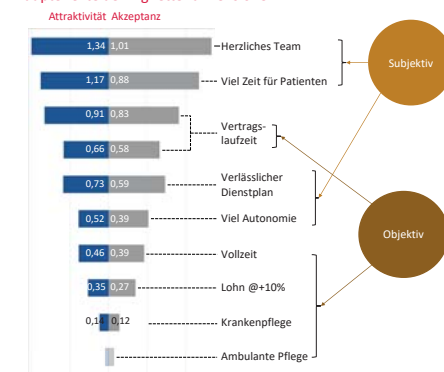 Attraktivität Akzeptanz
1,34 1,01 Herzliches Team
Subjektiv
1,17 0,88 Viel Zeit für Patienten
0,91 0,83
Vertrags-
laufzeit
0,66 0,58
0,73 0,59 Verlässlicher
Dienstplan
0,52 0,39 Viel Autonomie
Objektiv
0,46 0,39 Vollzeit
0,35 0,27 Lohn @+10%
0,14 0,12 Krankenpflege
Ambulante Pflege